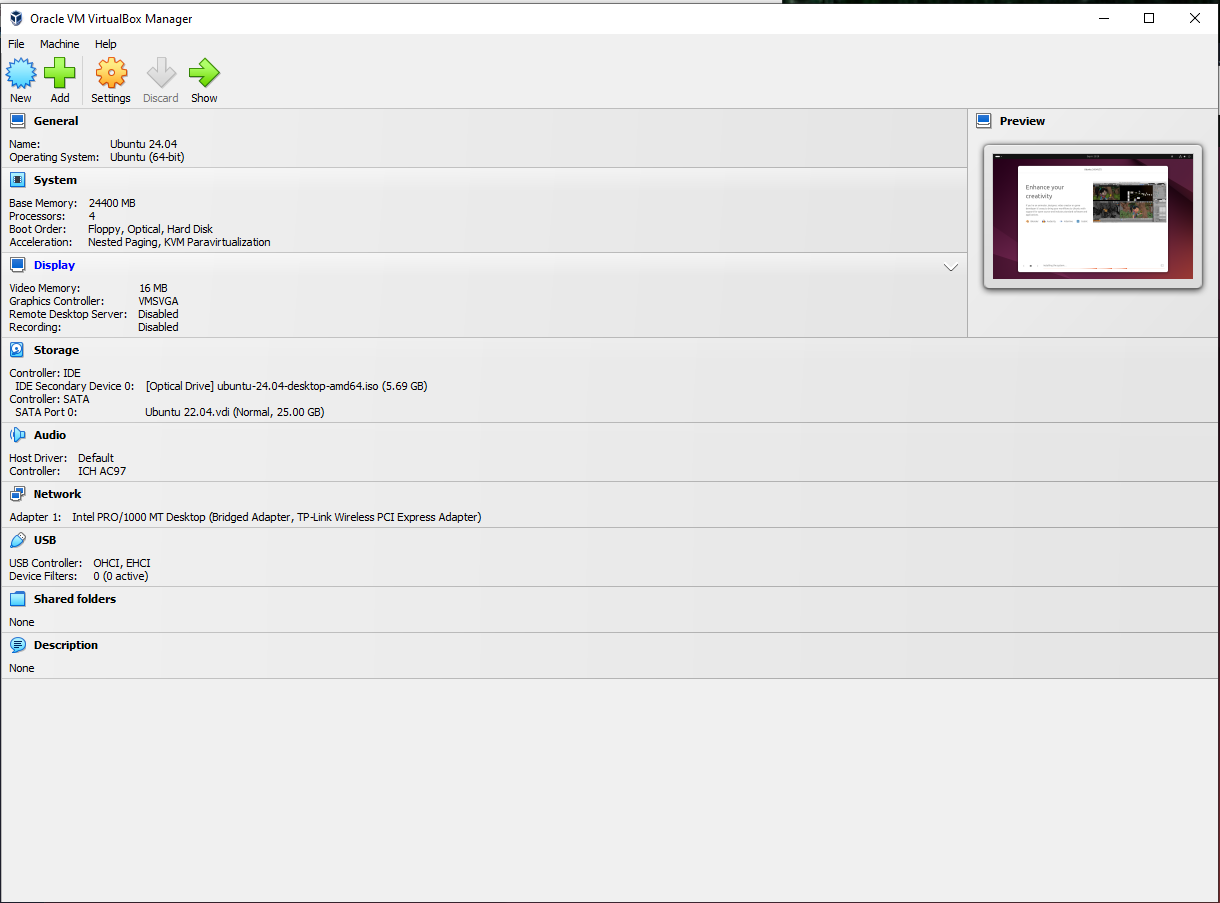 Oracle VM VirtualBox Manager
File Machine Help
New Add Settings Discard Show
General
Name: Ubuntu 24.04
Operating System: Ubuntu (64-bit)
System
Base Memory: 24400 MB
Processors: 4
Boot Order: Floppy, Optical, Hard Disk
Acceleration: Nested Paging, KVM Paravirtualization
Display
Video Memory: 16 MB
Graphics Controller: VMSVGA
Remote Desktop Server: Disabled
Recording: Disabled
Preview
Enhance your
creativity
Storage
Controller: IDE
IDE Secondary Device 0: [Optical Drive] ubuntu-24.04-desktop-amd64.iso (5.69 GB)
Controller: SATA
SATA Port 0: Ubuntu 22.04.vdi (Normal, 25.00 GB)
Audio
Host Driver: Default
Controller: ICH AC97
Network
Adapter 1: Intel PRO/1000 MT Desktop (Bridged Adapter, TP-Link Wireless PCI Express Adapter)
USB
USB Controller: OHCI, EHCI
Device Filters: 0 (0 active)
Shared folders
None
Description
None